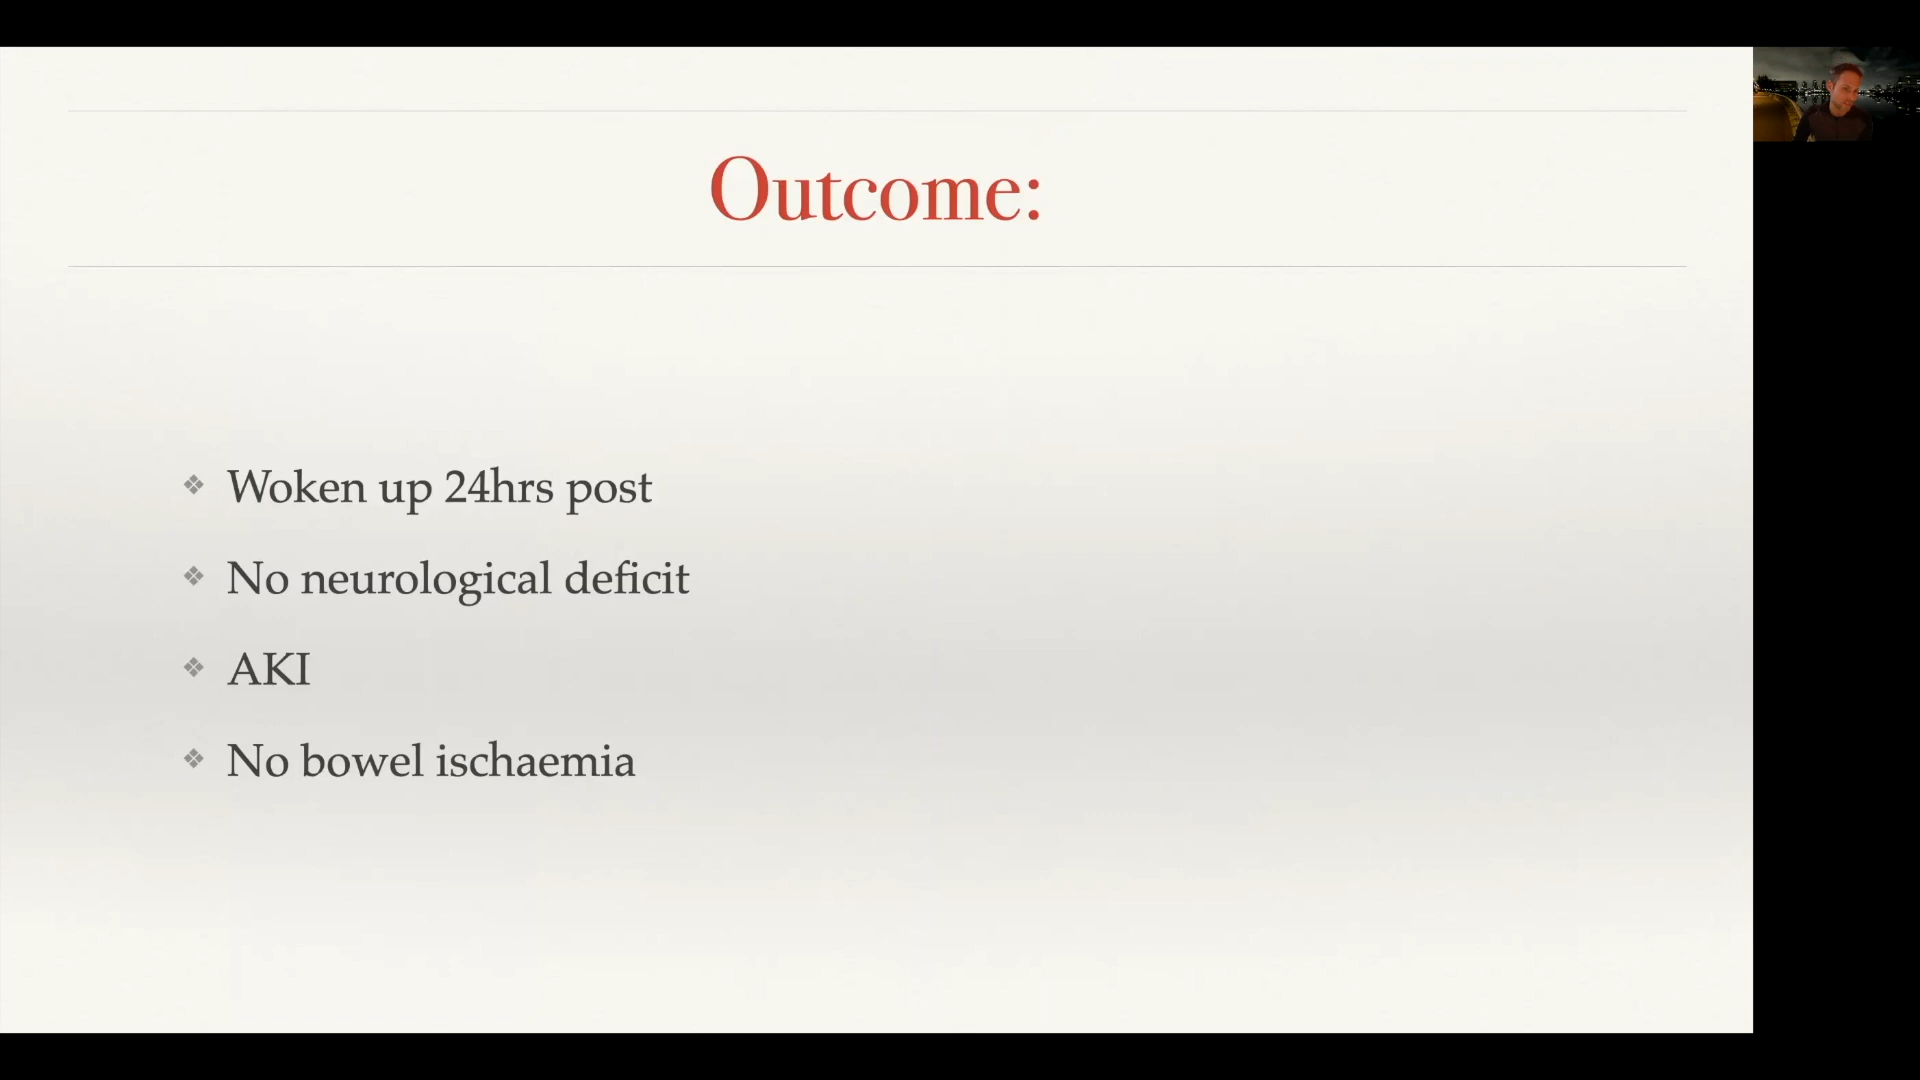 Outcome:
Woken up 24hrs post
No neurological deficit
AKI
No bowel ischaemia